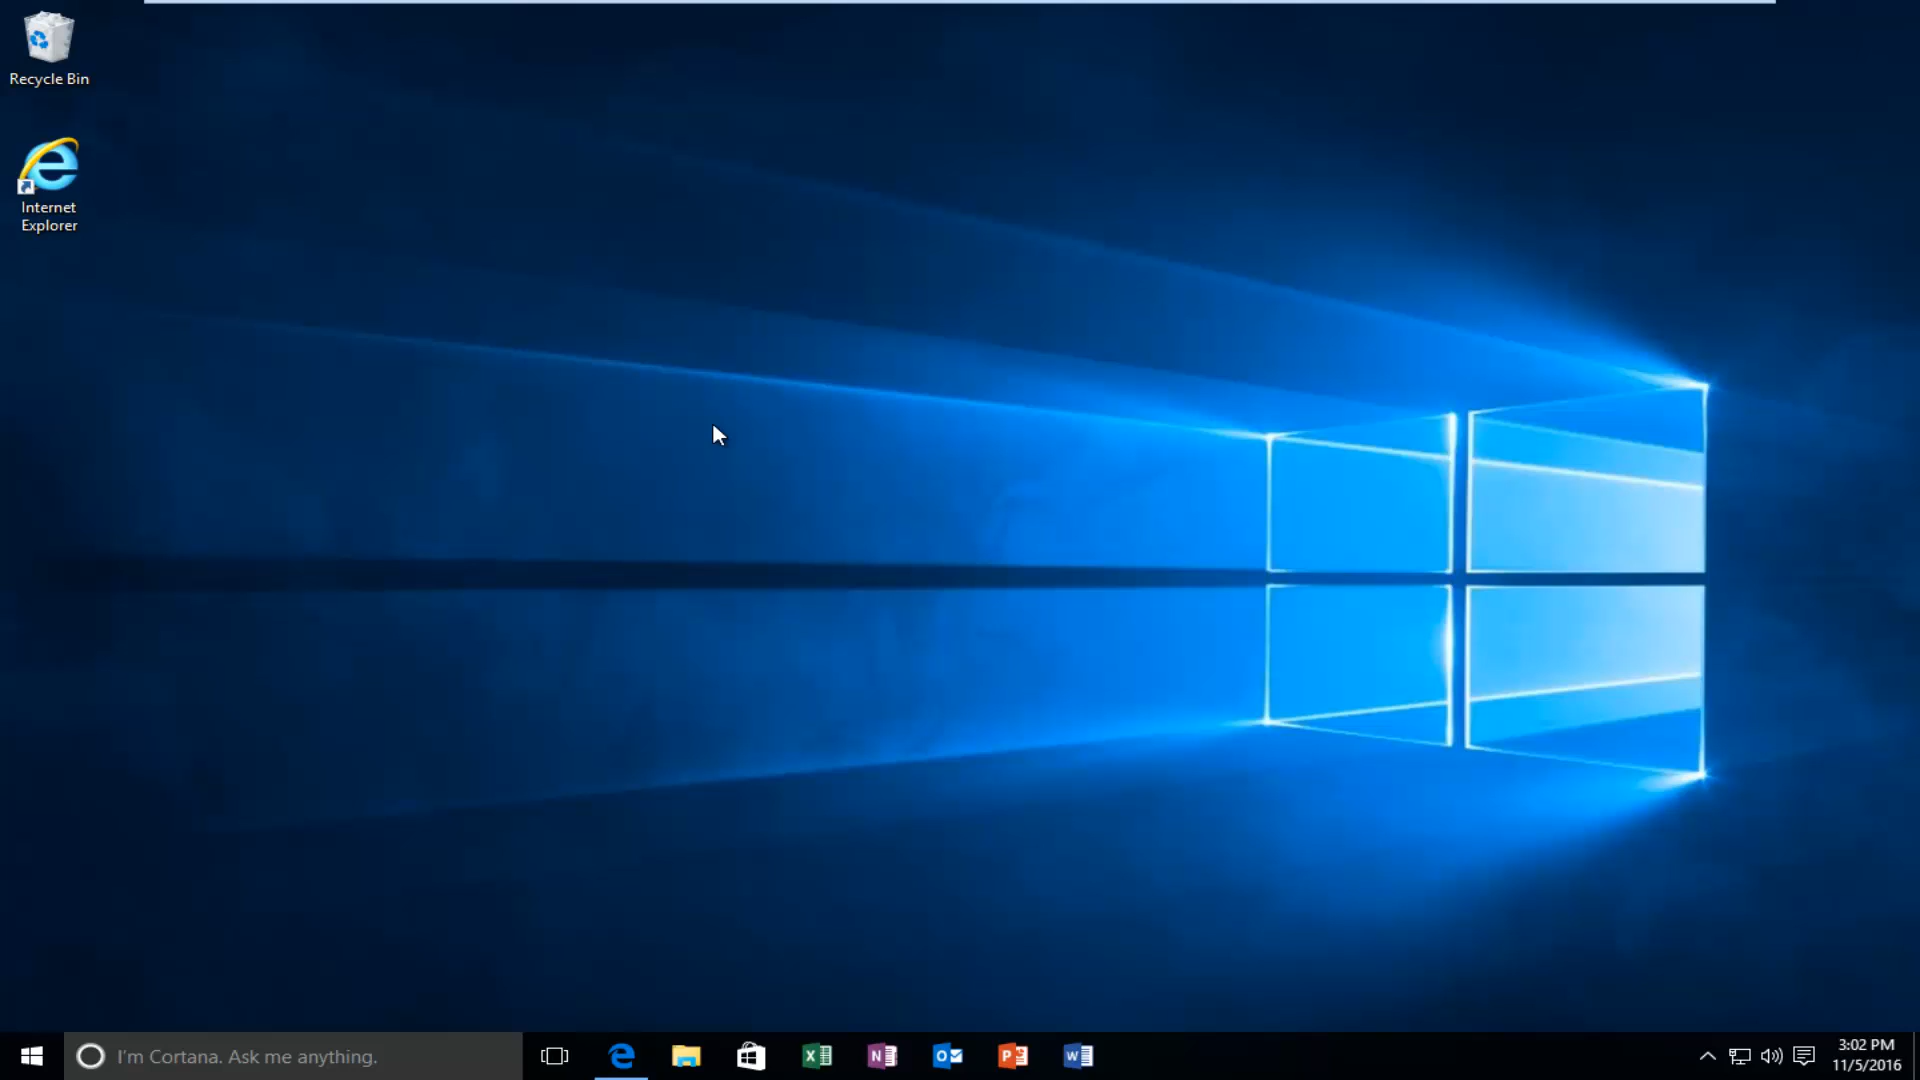 Recycle Bin
Internet
Explorer
I'm Cortana. Ask me anything.
3:02 PM
11/5/2016